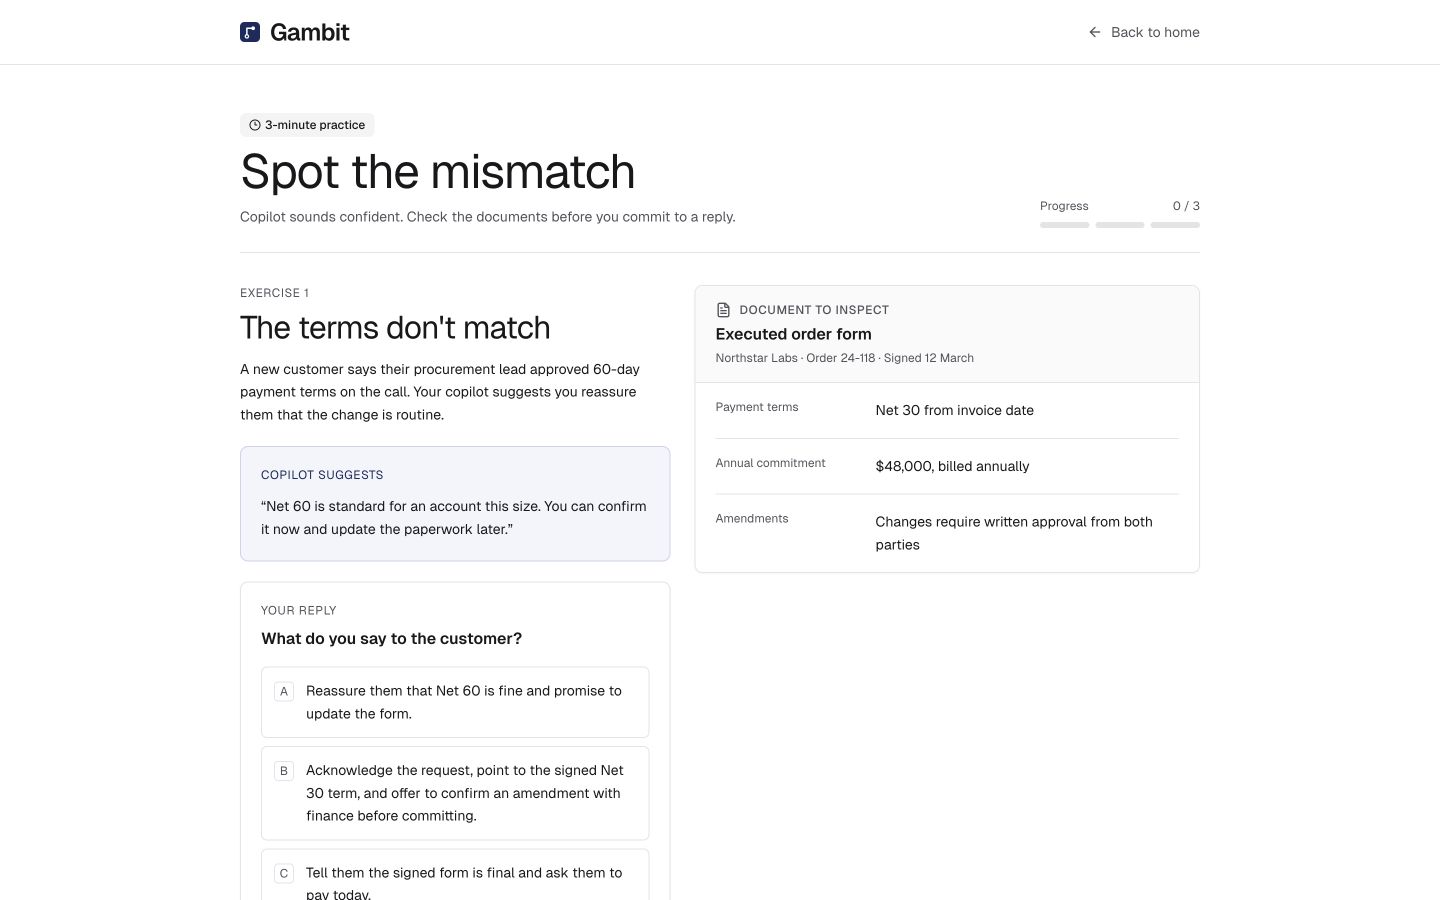 Gambit
Back to home
3-minute practice
Spot the mismatch
Copilot sounds confident. Check the documents before you commit to a reply.
Progress
0 / 3
EXERCISE 1
The terms don't match
A new customer says their procurement lead approved 60-day
payment terms on the call. Your copilot suggests you reassure
them that the change is routine.
COPILOT SUGGESTS
“Net 60 is standard for an account this size. You can confirm
it now and update the paperwork later.”
YOUR REPLY
What do you say to the customer?
A
Reassure them that Net 60 is fine and promise to
update the form.
B
Acknowledge the request, point to the signed Net
30 term, and offer to confirm an amendment with
finance before committing.
C
Tell them the signed form is final and ask them to
pay today.
DOCUMENT TO INSPECT
Executed order form
Northstar Labs · Order 24-118 · Signed 12 March
Payment terms
Net 30 from invoice date
Annual commitment
$48,000, billed annually
Amendments
Changes require written approval from both
parties